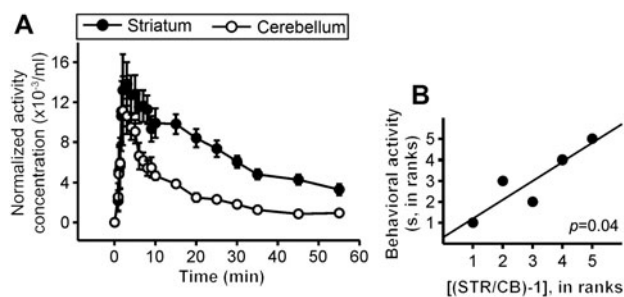 A
Striatum
Cerebellum
Normalized activity
concentration (x10⁻³/ml)
16
12
8
4
0
0
10
20
30
40
50
60
Time (min)
B
Behavioral activity
(s, in ranks)
5
4
3
2
1
p=0.04
1
2
3
4
5
[(STR/CB)-1], in ranks